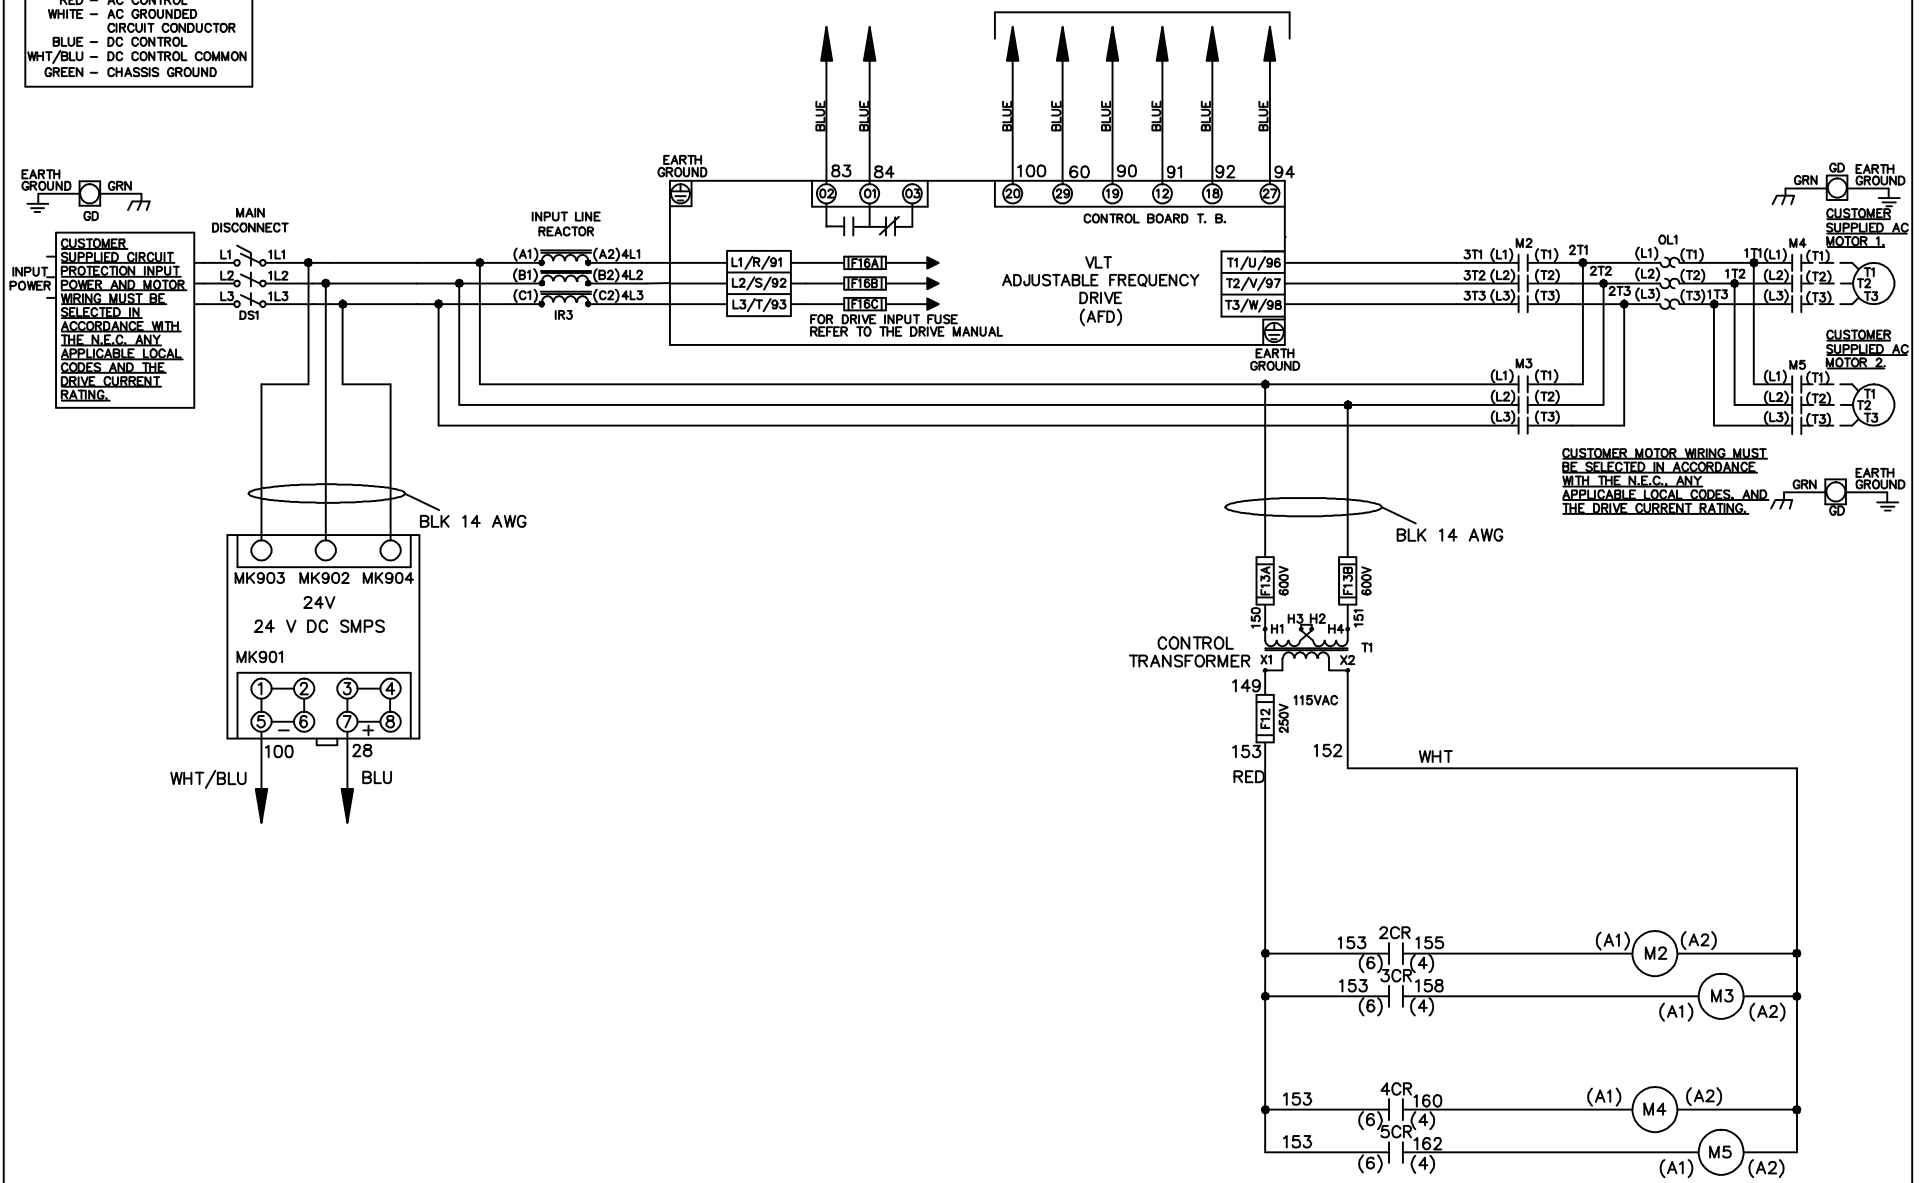 RED – AC CONTROL
WHITE – AC GROUNDED
CIRCUIT CONDUCTOR
BLUE – DC CONTROL
WHT/BLU – DC CONTROL COMMON
GREEN – CHASSIS GROUND
BLUE
BLUE
BLUE
BLUE
BLUE
BLUE
BLUE
BLUE
EARTH
GROUND
GRN
GD
EARTH
GROUND
83 84
02 01 03
100 60 90 91 92 94
20 29 19 12 18 27
CONTROL BOARD T. B.
GRN
GD
EARTH
GROUND
INPUT
POWER
CUSTOMER
SUPPLIED CIRCUIT
PROTECTION INPUT
POWER AND MOTOR
WIRING MUST BE
SELECTED IN
ACCORDANCE WITH
THE N.E.C. ANY
APPLICABLE LOCAL
CODES AND THE
DRIVE CURRENT
RATING.
MAIN
DISCONNECT
L1 1L1
L2 1L2
L3 1L3
DS1
INPUT LINE
REACTOR
(A1) (A2) 4L1
(B1) (B2) 4L2
(C1) (C2) 4L3
IR3
L1/R/91 F16A
L2/S/92 F16B
L3/T/93 F16C
FOR DRIVE INPUT FUSE
REFER TO THE DRIVE MANUAL
VLT
ADJUSTABLE FREQUENCY
DRIVE
(AFD)
T1/U/96
T2/V/97
T3/W/98
EARTH
GROUND
M2
3T1 (L1) (T1) 2T1
3T2 (L2) (T2) 2T2
3T3 (L3) (T3) 2T3
OL1
(L1) (T1) 1T1
(L2) (T2) 1T2
(L3) (T3) 1T3
M4
(L1) (T1)
(L2) (T2)
(L3) (T3)
T1
T2
T3
CUSTOMER
SUPPLIED AC
MOTOR 1.
M3
(L1) (T1)
(L2) (T2)
(L3) (T3)
M5
(L1) (T1)
(L2) (T2)
(L3) (T3)
T1
T2
T3
CUSTOMER
SUPPLIED AC
MOTOR 2.
CUSTOMER MOTOR WIRING MUST
BE SELECTED IN ACCORDANCE
WITH THE N.E.C., ANY
APPLICABLE LOCAL CODES, AND
THE DRIVE CURRENT RATING.
GRN
GD
EARTH
GROUND
BLK 14 AWG
MK903 MK902 MK904
24V
24 V DC SMPS
MK901
1 2 3 4
5 6 7 8
– +
100 28
WHT/BLU BLU
BLK 14 AWG
F13A
600V
F13B
600V
150
151
H1 H3 H2 H4
T1
CONTROL
TRANSFORMER
X1 X2
149
115VAC
F12
250V
153
RED
152
WHT
153 2CR 155
(6) (4)
(A1) M2 (A2)
153 3CR 158
(6) (4)
(A1) M3 (A2)
153 4CR 160
(6) (4)
(A1) M4 (A2)
153 5CR 162
(6) (4)
(A1) M5 (A2)